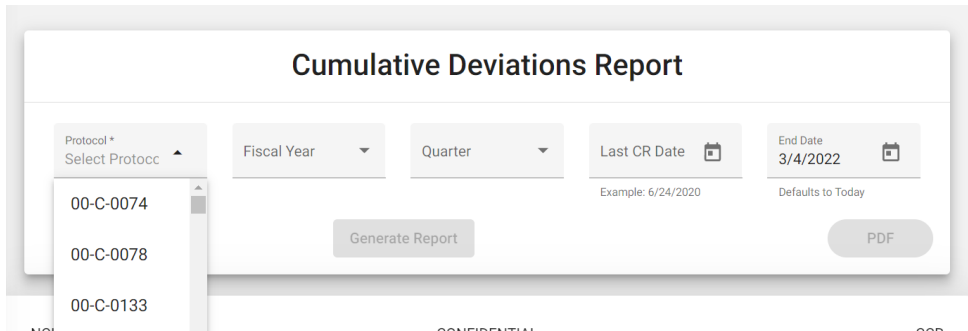 Cumulative Deviations Report
Protocol *
Select Protocc
Fiscal Year
Quarter
Last CR Date
End Date
3/4/2022
Example: 6/24/2020
Defaults to Today
00-C-0074
00-C-0078
00-C-0133
Generate Report
PDF
CONFIDENTIAL